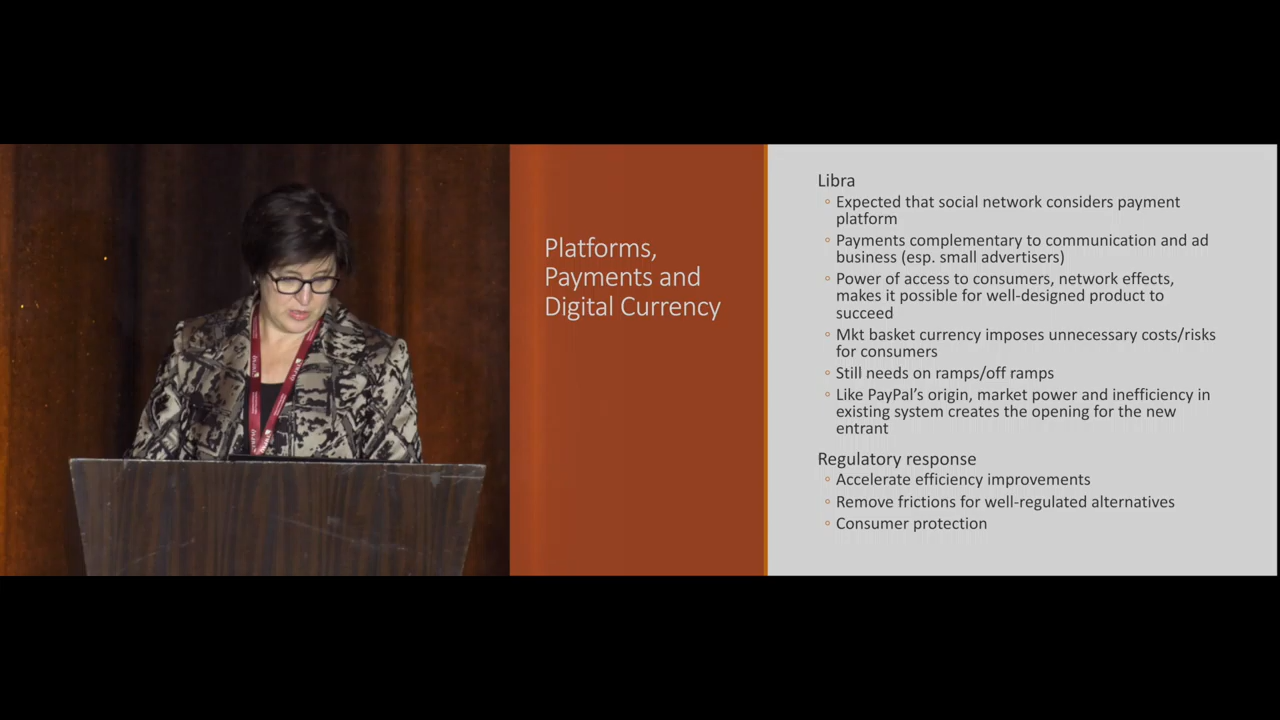 Platforms,
Payments and
Digital Currency
Libra
◦ Expected that social network considers payment
platform
◦ Payments complementary to communication and ad
business (esp. small advertisers)
◦ Power of access to consumers, network effects,
makes it possible for well-designed product to
succeed
◦ Mkt basket currency imposes unnecessary costs/risks
for consumers
◦ Still needs on ramps/off ramps
◦ Like PayPal's origin, market power and inefficiency in
existing system creates the opening for the new
entrant
Regulatory response
◦ Accelerate efficiency improvements
◦ Remove frictions for well-regulated alternatives
◦ Consumer protection